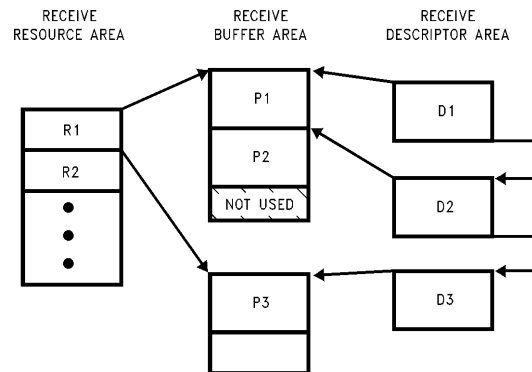 RECEIVE
RESOURCE AREA
RECEIVE
BUFFER AREA
RECEIVE
DESCRIPTOR AREA
R1
R2
P1
P2
NOT USED
P3
D1
D2
D3